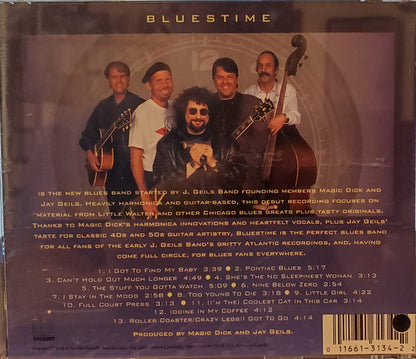 BLUESTIME
IS THE NEW BLUES BAND STARTED BY J. GEILS BAND FOUNDING MEMBERS MAGIC DICK AND
JAY GEILS. HEAVILY HARMONICA AND GUITAR-BASED, THIS DEBUT RECORDING FOCUSES ON
MATERIAL FROM LITTLE WALTER AND OTHER CHICAGO BLUES GREATS PLUS TASTY ORIGINALS.
THANKS TO MAGIC DICK'S HARMONICA INNOVATIONS AND HEARTFELT VOCALS, PLUS JAY GEILS'
TASTE FOR CLASSIC 40S AND 50S GUITAR STYLING, BLUESTIME IS THE PERFECT BLUES BAND
FOR ALL FANS OF THE EARLY J. GEILS BAND'S GRITTY ATLANTIC RECORDINGS, AND, HAVING
COME FULL CIRCLE, FOR BLUES FANS EVERYWHERE.
1. I GOT TO FIND MY BABY 3:39 2. PONTIAC BLUES 5:17
3. CAN'T HOLD OUT MUCH LONGER 4:49 4. SHE'S THE NO SLEEPINEST WOMAN 3:13
5. THE STUFF YOU GOTTA WATCH 5:09 6. NINE BELOW ZERO 2:54
7. I STAY IN THE MOOD 2:58 8. TOO YOUNG TO DIE 3:18 9. LITTLE GIRL 4:22
10. FULL COURT PRESS 3:13 11. I'M THE COOLEST CAT IN THIS CAR 3:14
12. IODINE IN MY COFFEE 4:42
13. ROLLER COASTER/CRAZY LEGS/I GOT TO GO 4:14
PRODUCED BY MAGIC DICK AND JAY GEILS.
ROUNDER
0 11661-3134-2